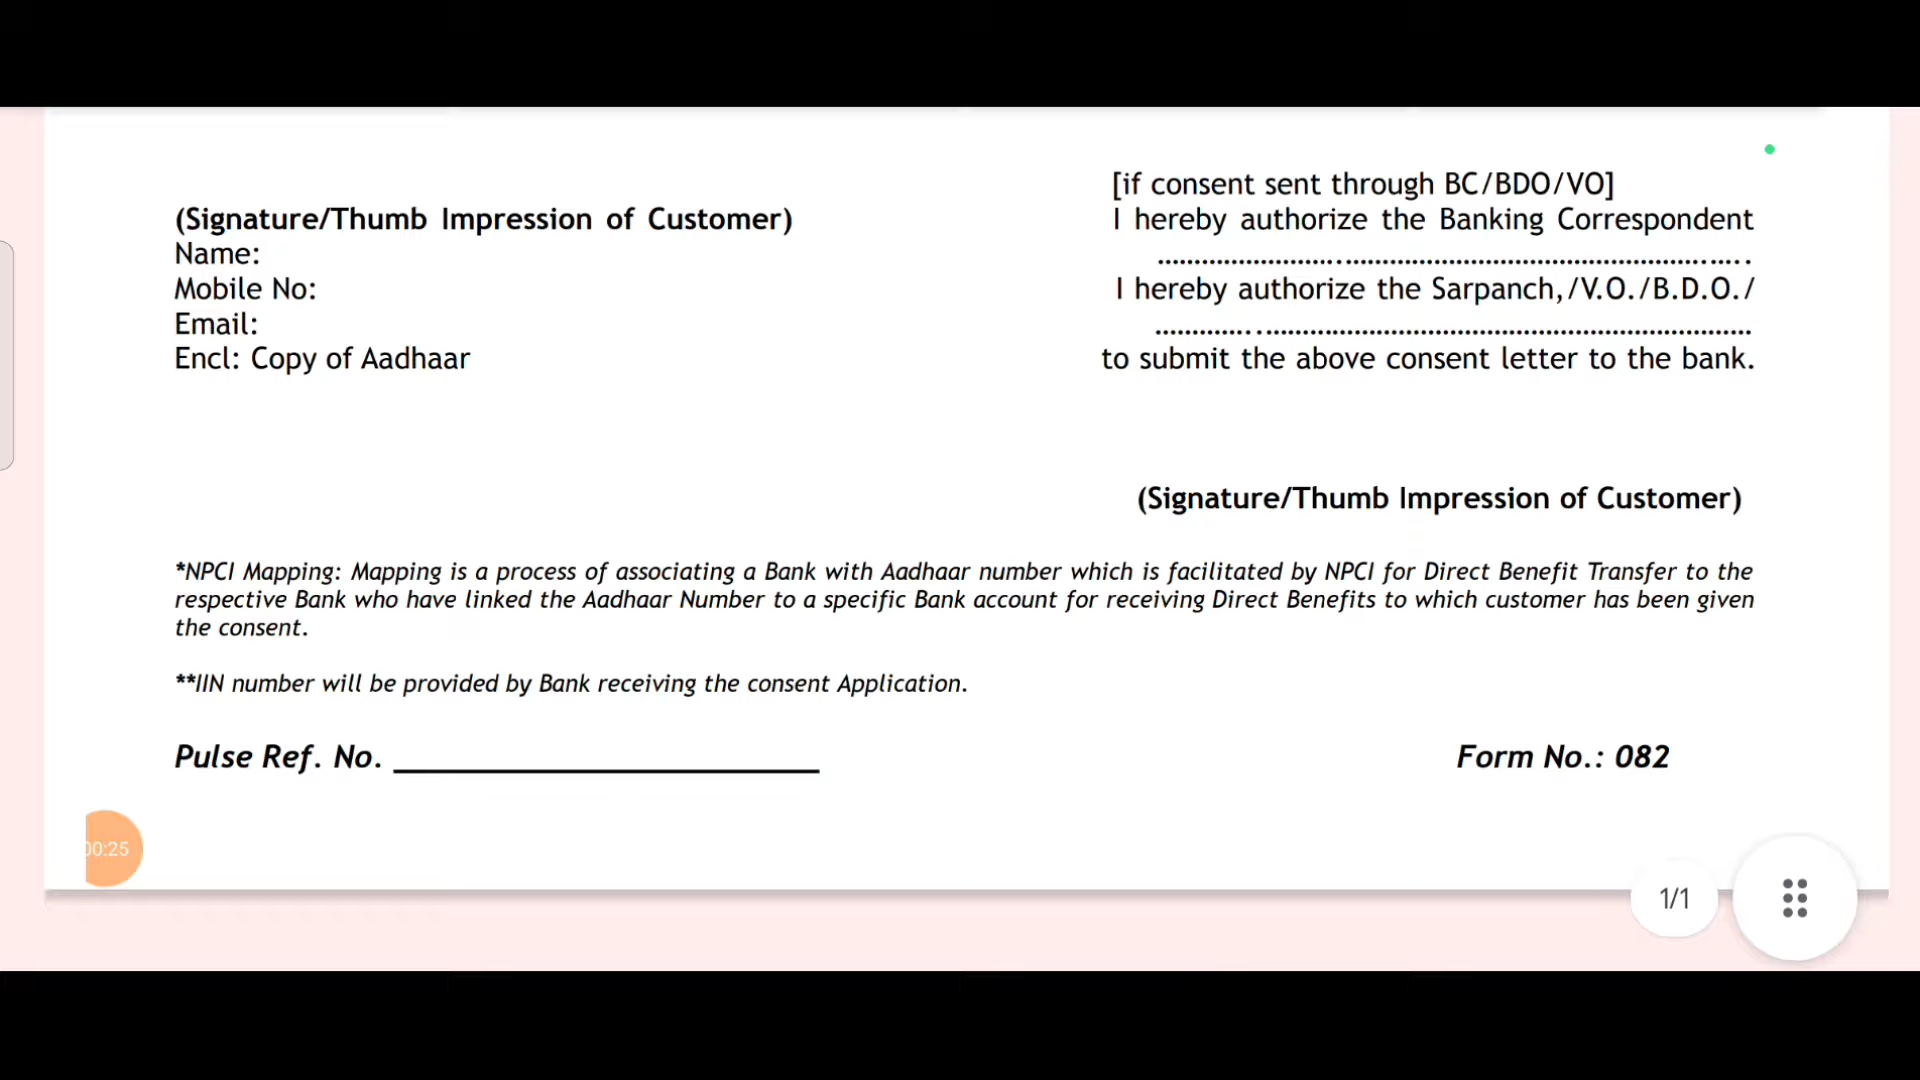 [if consent sent through BC/BDO/VO]
(Signature/Thumb Impression of Customer)
I hereby authorize the Banking Correspondent
Name:
............................................................................
Mobile No:
I hereby authorize the Sarpanch,/V.O./B.D.O./
Email:
............................................................................
Encl: Copy of Aadhaar
to submit the above consent letter to the bank.
(Signature/Thumb Impression of Customer)
*NPCI Mapping: Mapping is a process of associating a Bank with Aadhaar number which is facilitated by NPCI for Direct Benefit Transfer to the
respective Bank who have linked the Aadhaar Number to a specific Bank account for receiving Direct Benefits to which customer has been given
the consent.
**IIN number will be provided by Bank receiving the consent Application.
Pulse Ref. No. ________________________ Form No.: 082
00:25
1/1